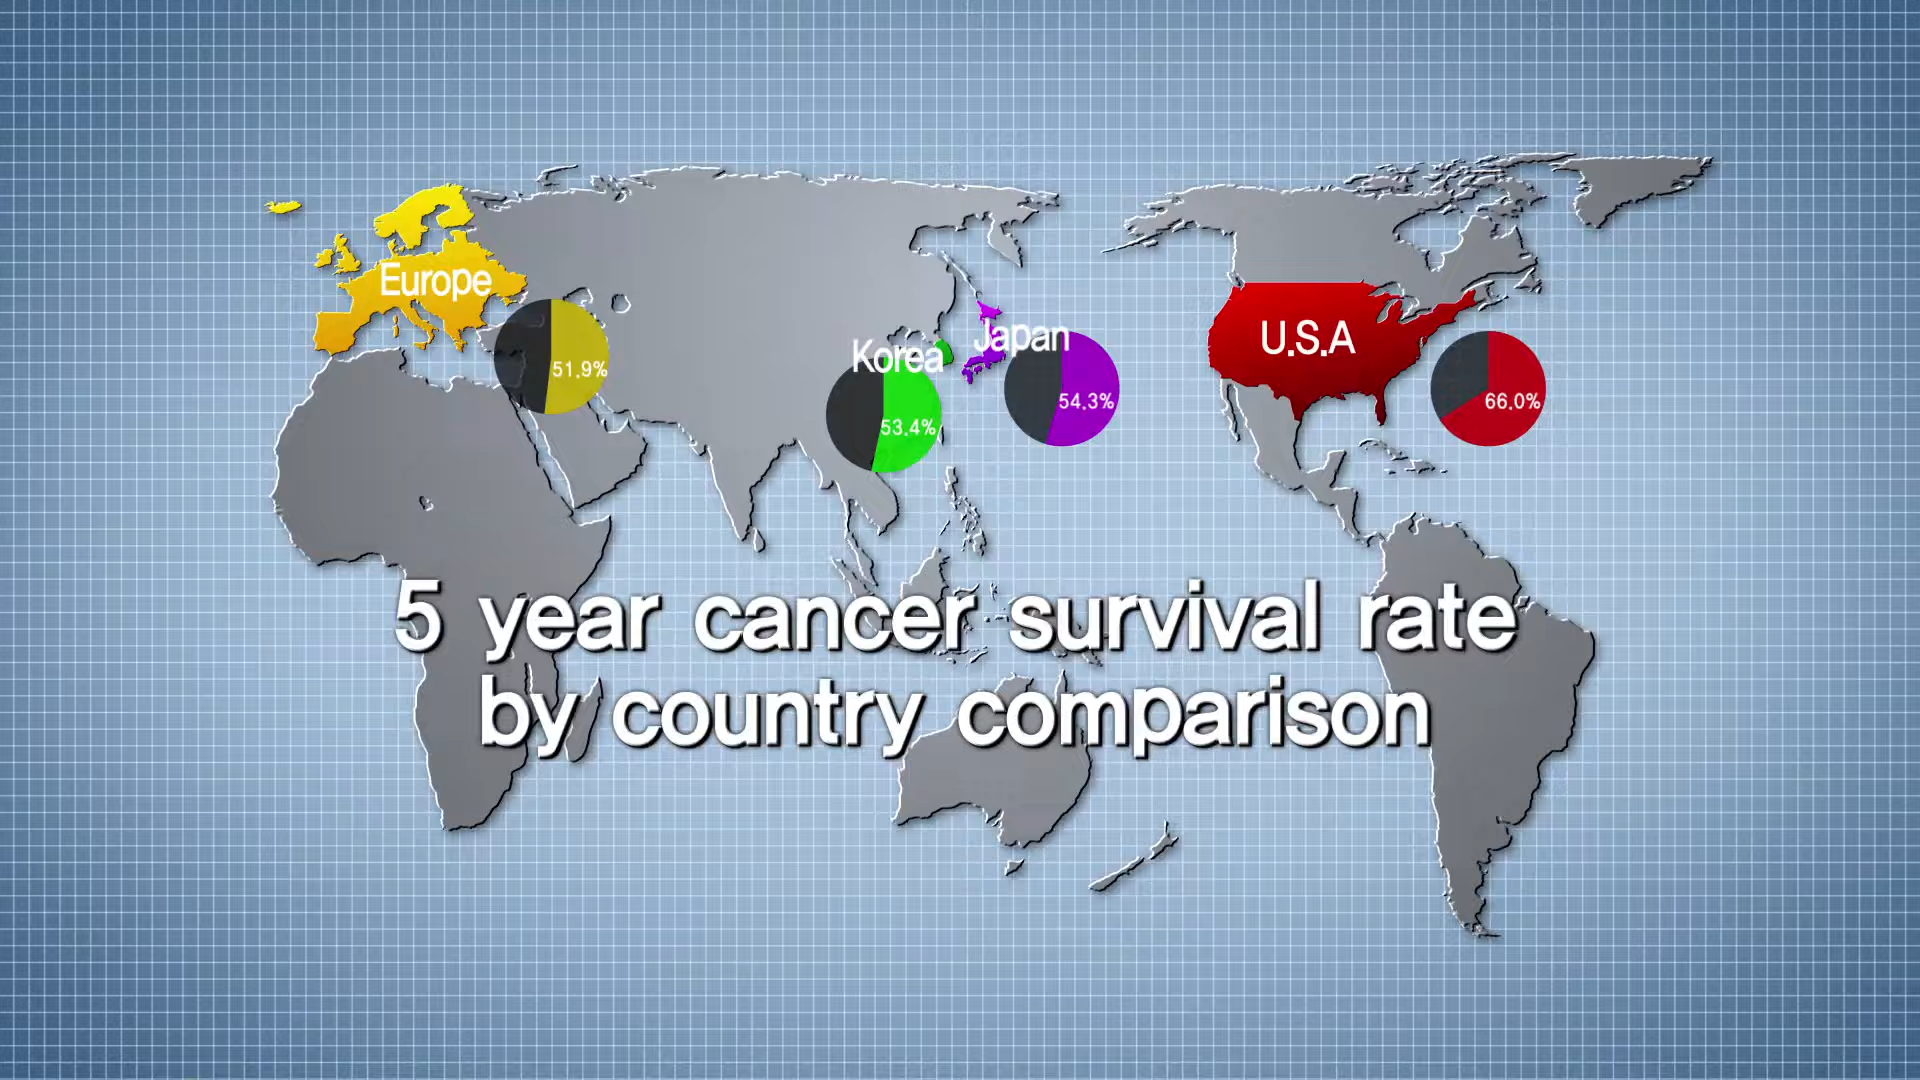 Europe
51.9%
Korea
53.4%
Japan
54.3%
U.S.A
66.0%
5 year cancer survival rate
by country comparison